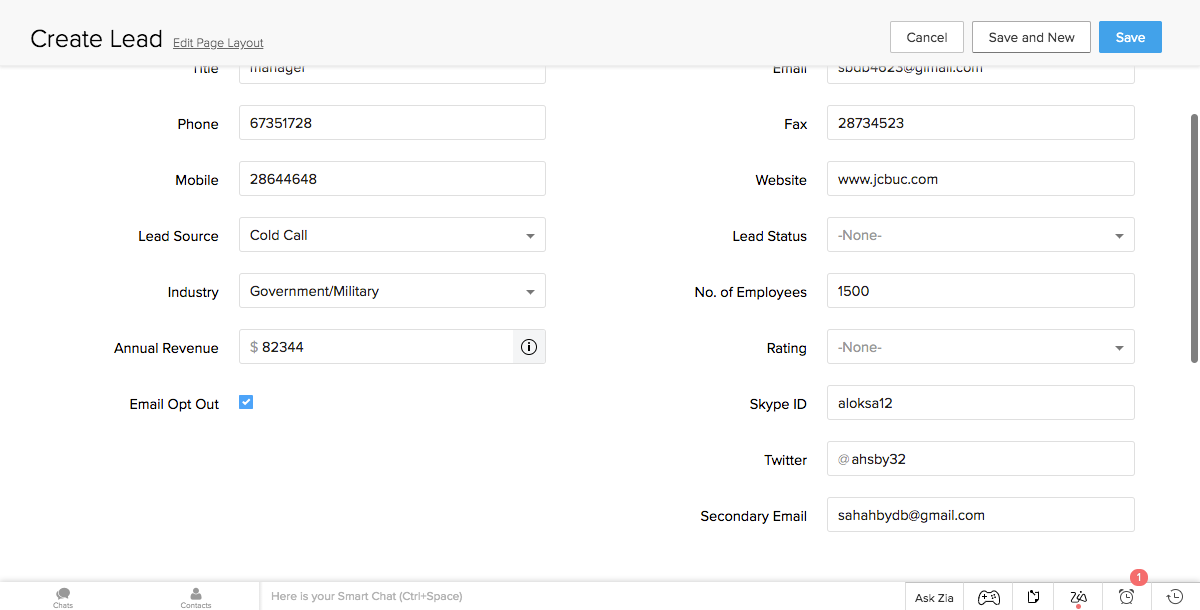 Create Lead Edit Page Layout
Cancel
Save and New
Save
Title manager
Email sbdb4623@gimail.com
Phone 67351728
Fax 28734523
Mobile 28644648
Website www.jcbuc.com
Lead Source Cold Call
Lead Status -None-
Industry Government/Military
No. of Employees 1500
Annual Revenue $ 82344
Rating -None-
Email Opt Out
Skype ID aloksa12
Twitter @ ahsby32
Secondary Email sahahbydb@gmail.com
Chats
Contacts
Here is your Smart Chat (Ctrl+Space)
Ask Zia
1